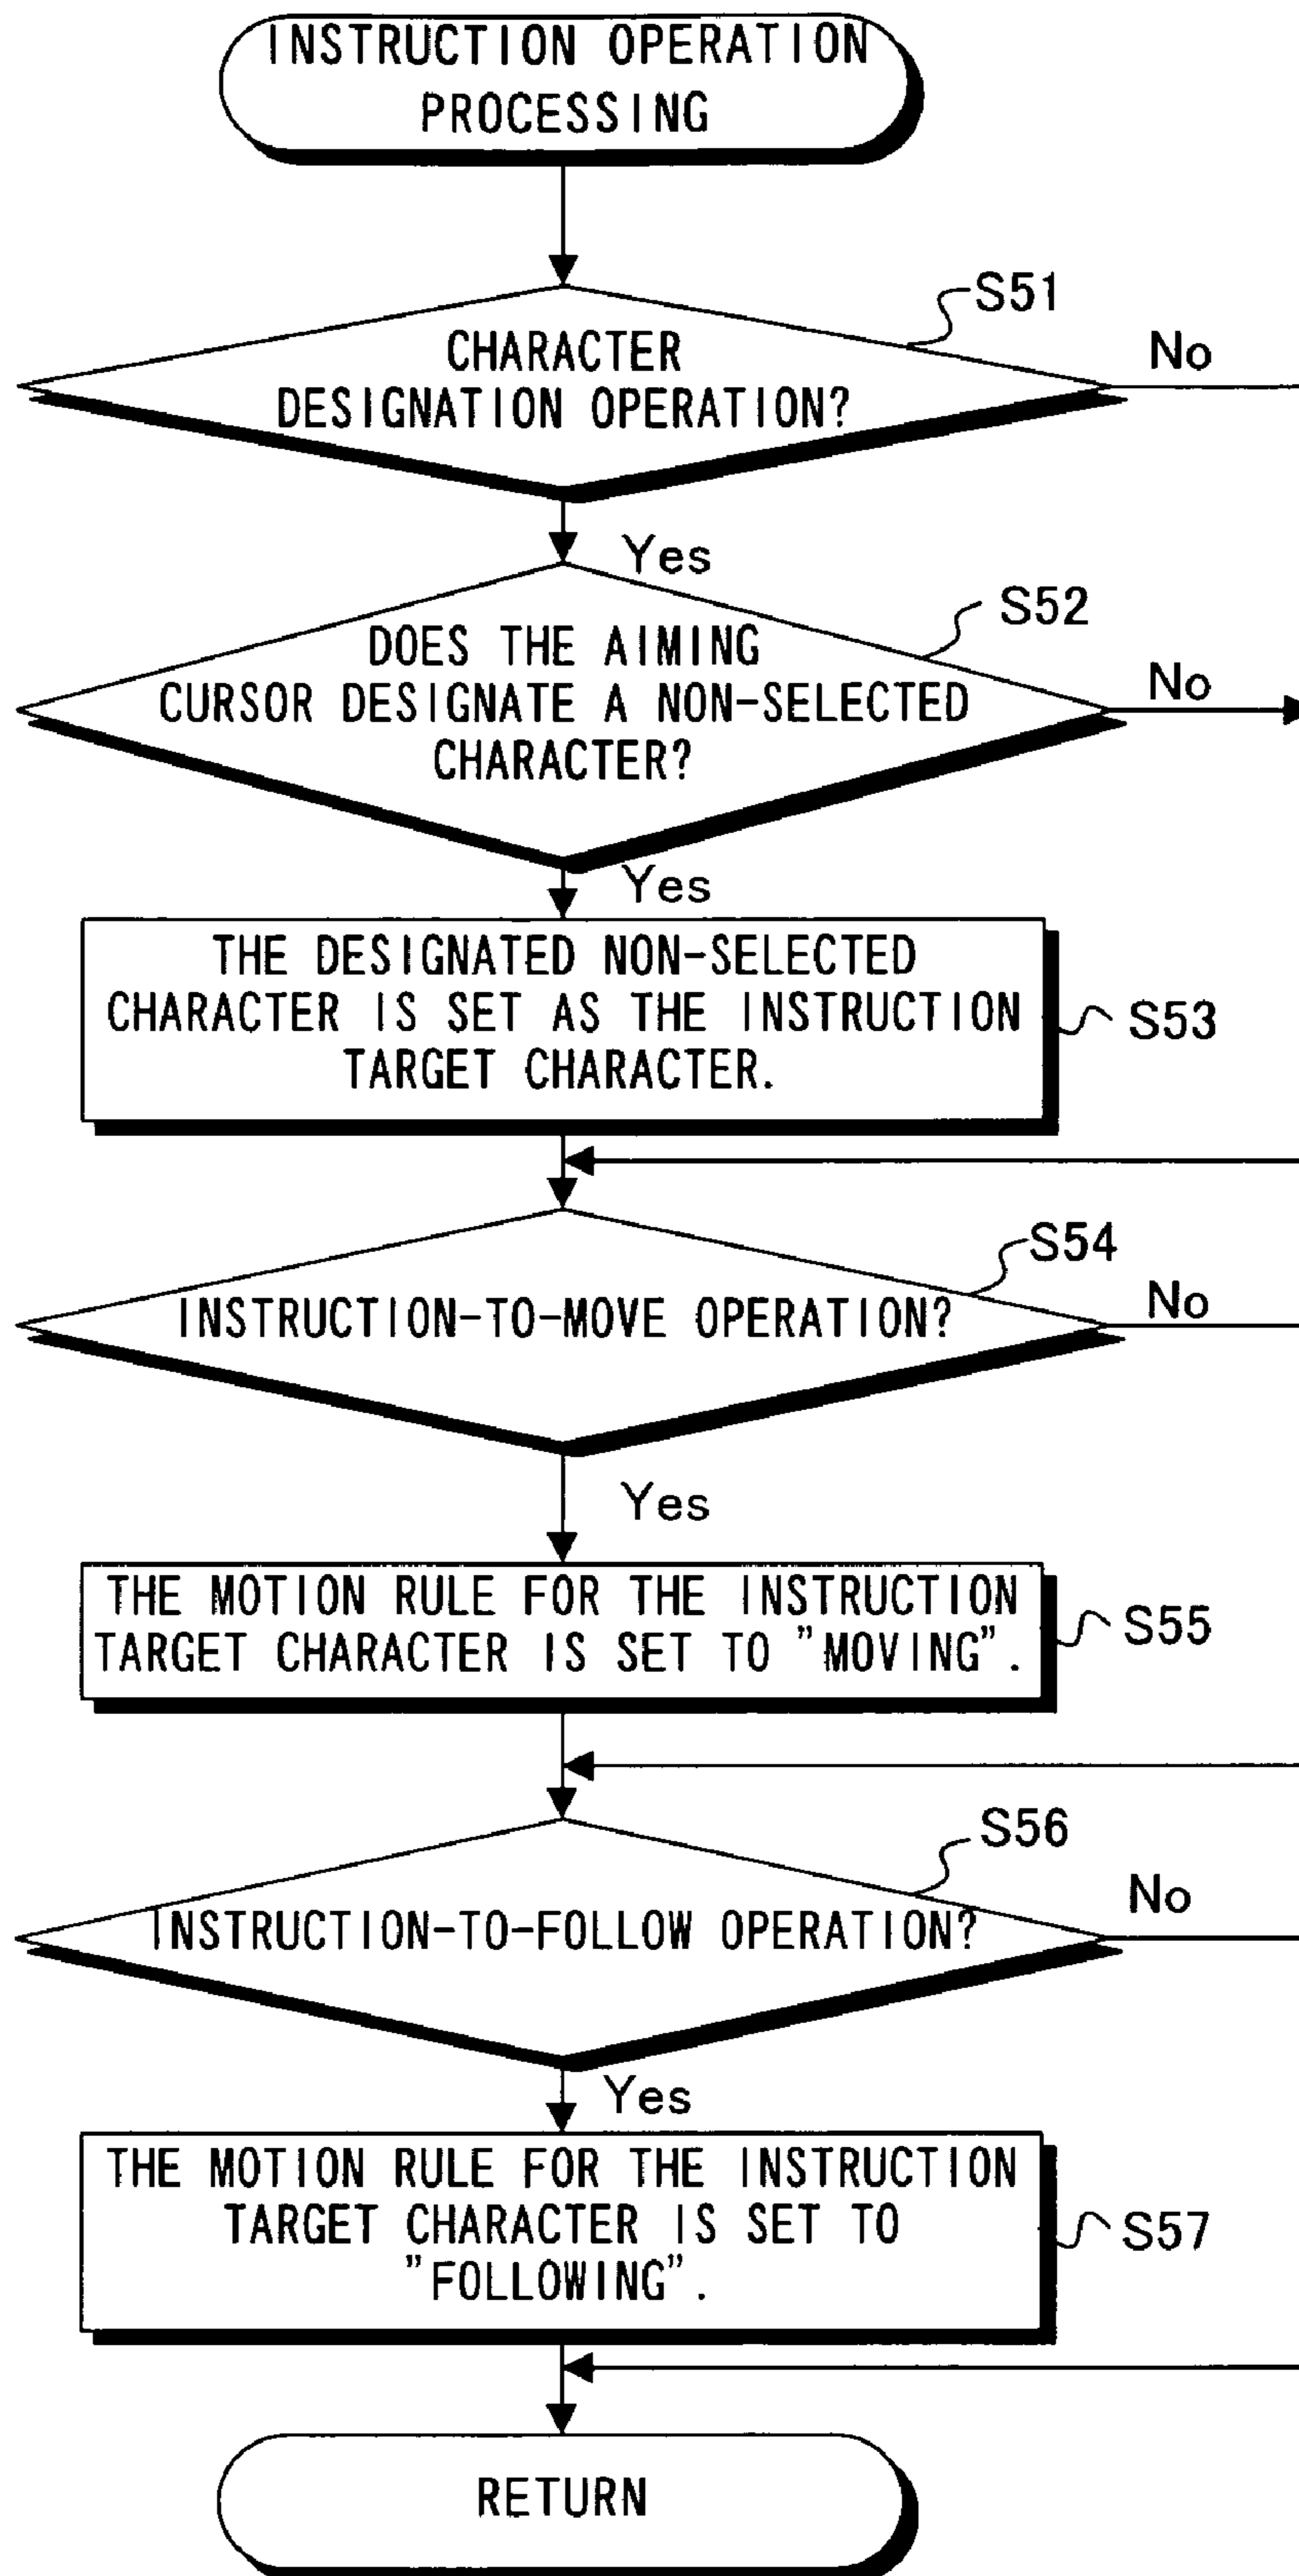 INSTRUCTION OPERATION
PROCESSING
S51
CHARACTER
DESIGNATION OPERATION?
No
Yes
S52
DOES THE AIMING
CURSOR DESIGNATE A NON-SELECTED
CHARACTER?
No
Yes
THE DESIGNATED NON-SELECTED
CHARACTER IS SET AS THE INSTRUCTION
TARGET CHARACTER.
S53
S54
INSTRUCTION-TO-MOVE OPERATION?
No
Yes
THE MOTION RULE FOR THE INSTRUCTION
TARGET CHARACTER IS SET TO "MOVING".
S55
S56
INSTRUCTION-TO-FOLLOW OPERATION?
No
Yes
THE MOTION RULE FOR THE INSTRUCTION
TARGET CHARACTER IS SET TO
"FOLLOWING".
S57
RETURN